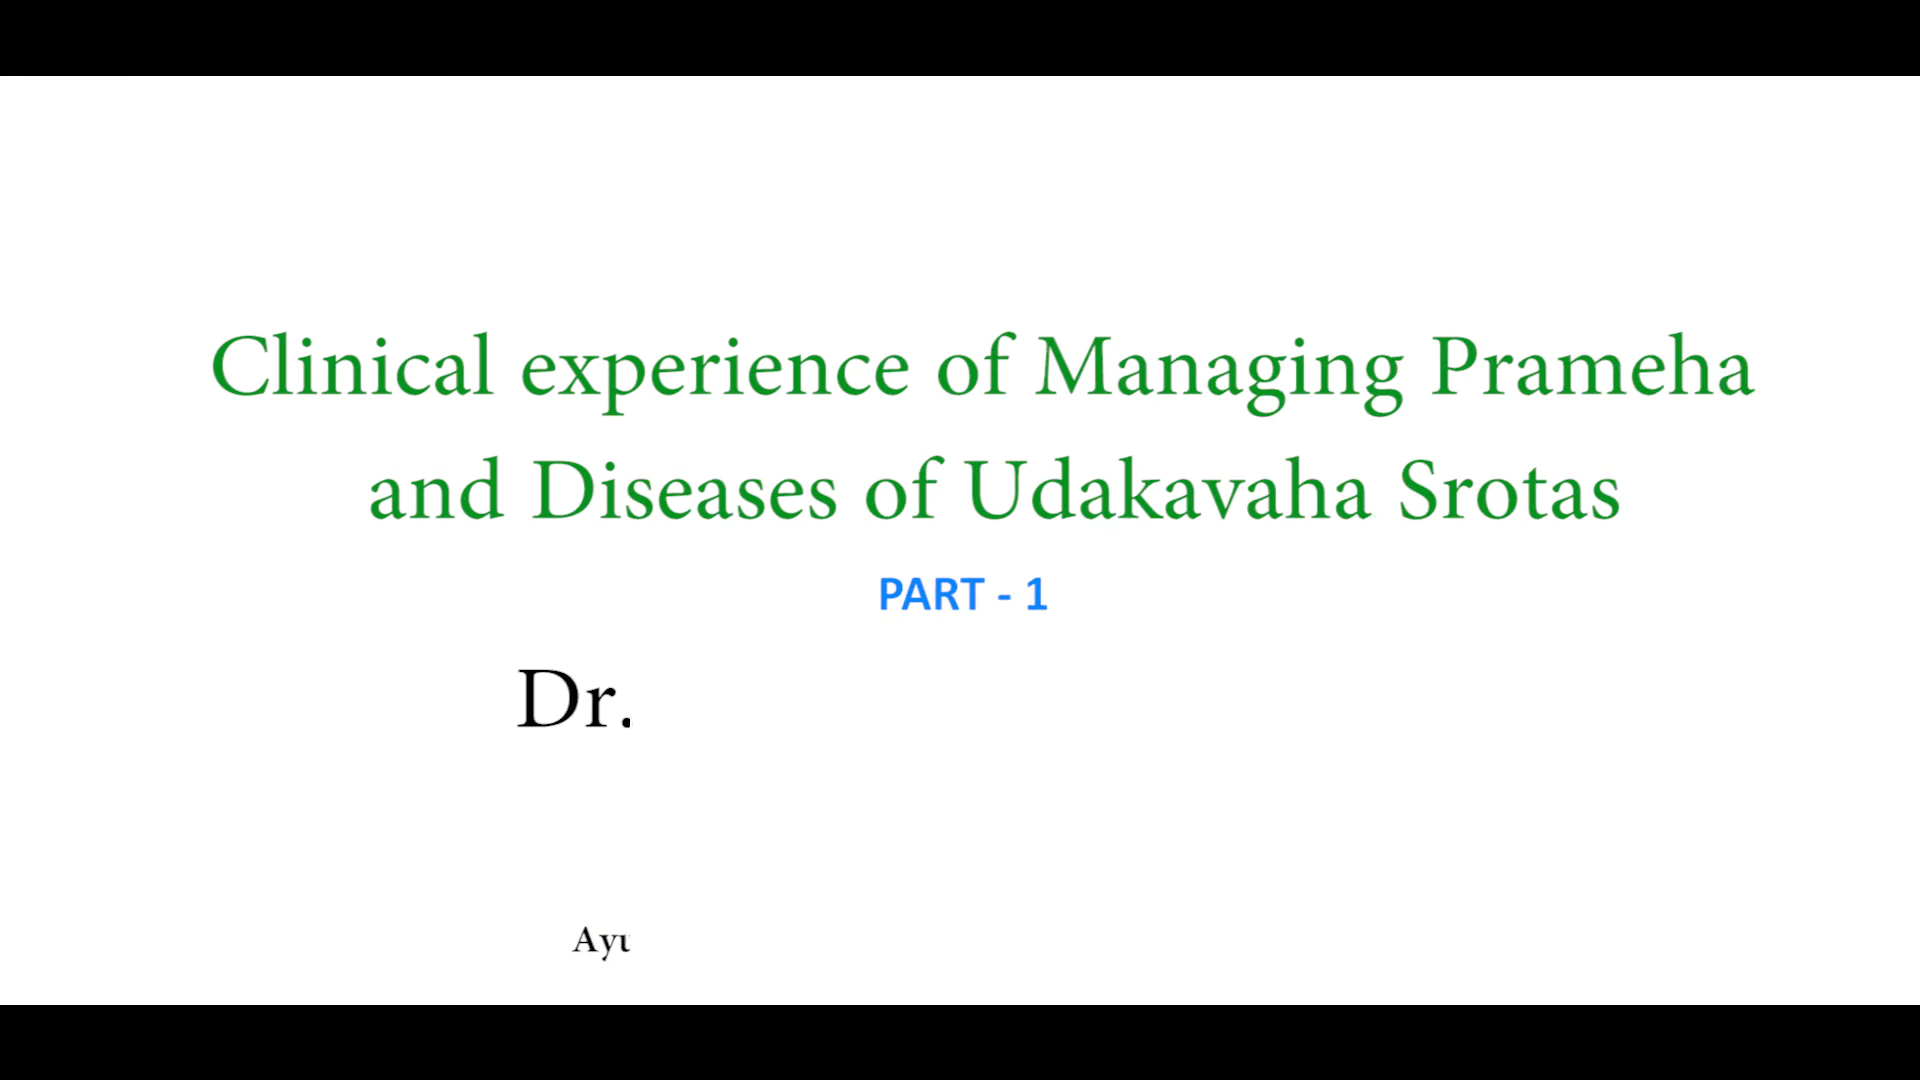 Clinical experience of Managing Prameha
and Diseases of Udakavaha Srotas
PART - 1
Dr.